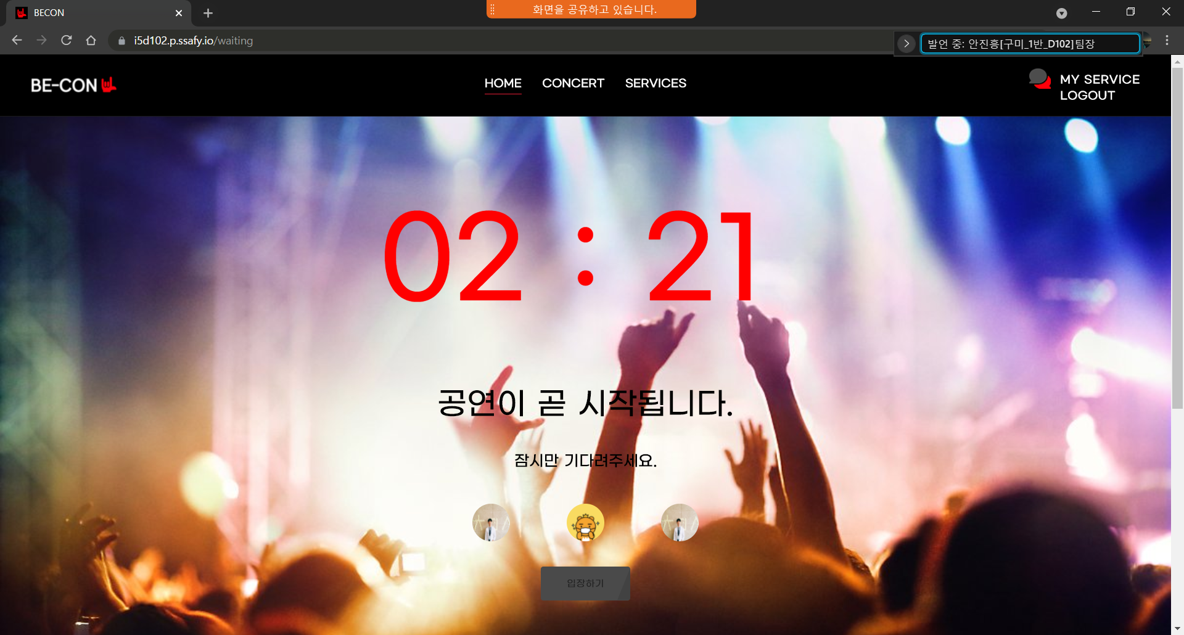 BECON
화면을 공유하고 있습니다.
i5d102.p.ssafy.io/waiting
발언 중: 안진흥[구미_1반_D102]팀장
BE-CON
HOME
CONCERT
SERVICES
MY SERVICE
LOGOUT
02 : 21
공연이 곧 시작됩니다.
잠시만 기다려주세요.
입장하기